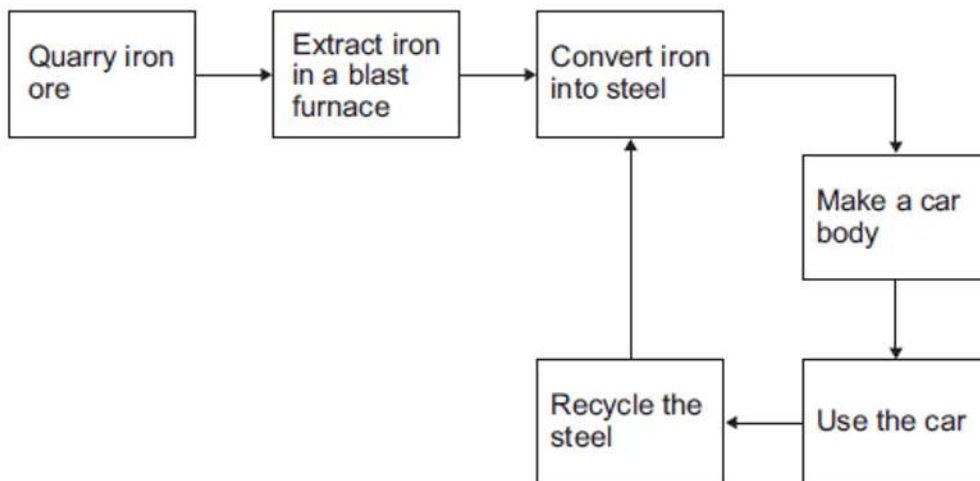 Quarry iron
ore
Extract iron
in a blast
furnace
Convert iron
into steel
Make a car
body
Use the car
Recycle the
steel